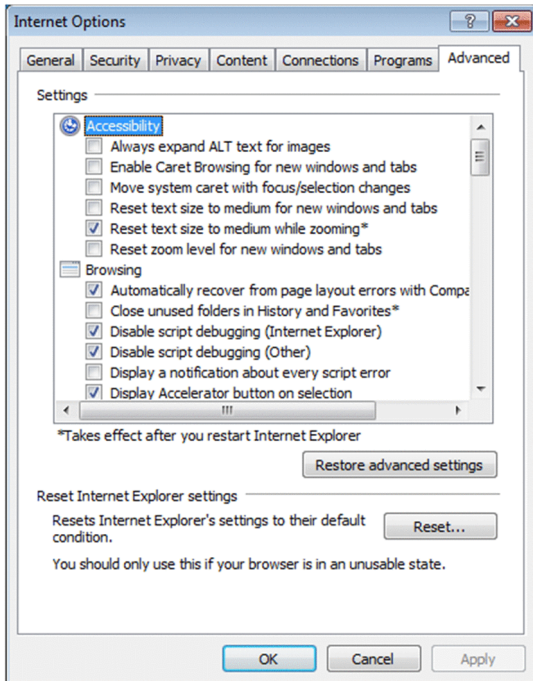 Internet Options
General Security Privacy Content Connections Programs Advanced
Settings
Accessibility
Always expand ALT text for images
Enable Caret Browsing for new windows and tabs
Move system caret with focus/selection changes
Reset text size to medium for new windows and tabs
Reset text size to medium while zooming*
Reset zoom level for new windows and tabs
Browsing
Automatically recover from page layout errors with Compa
Close unused folders in History and Favorites*
Disable script debugging (Internet Explorer)
Disable script debugging (Other)
Display a notification about every script error
Display Accelerator button on selection
*Takes effect after you restart Internet Explorer
Restore advanced settings
Reset Internet Explorer settings
Resets Internet Explorer's settings to their default
condition.
Reset...
You should only use this if your browser is in an unusable state.
OK Cancel Apply